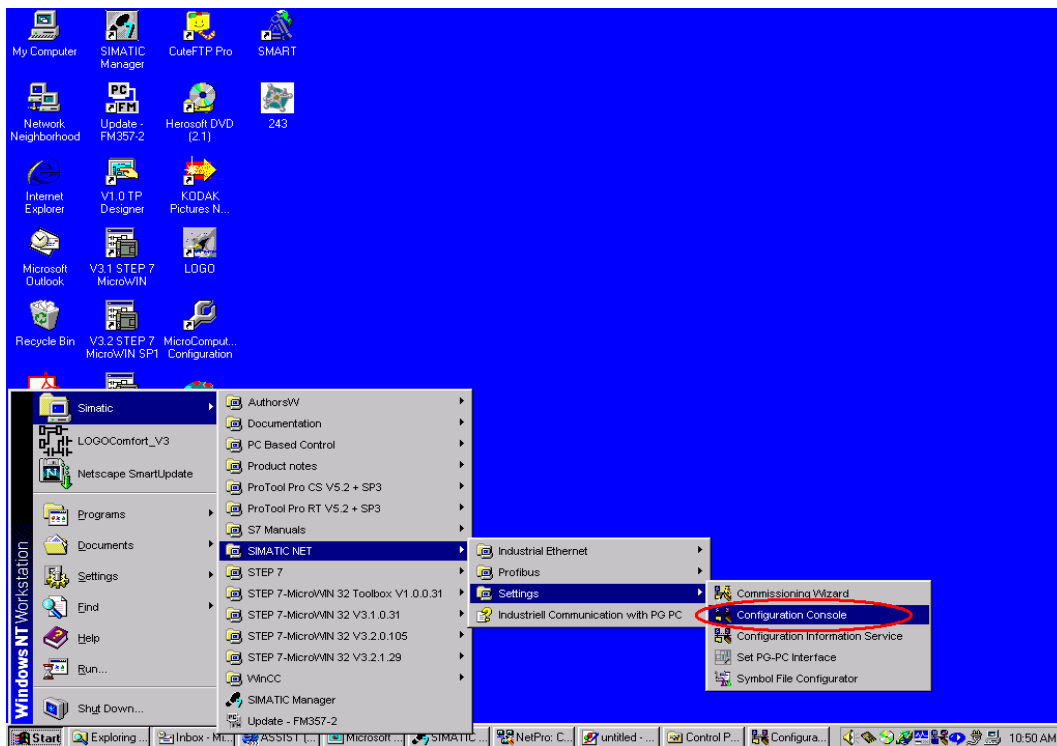 My Computer
SIMATIC
Manager
CuteFTP Pro
SMART
Network
Neighborhood
Update -
FM357-2
Herosoft DVD
(2.1)
243
Internet
Explorer
V1.0 TP
Designer
KODAK
Pictures N...
Microsoft
Outlook
V3.1 STEP 7
MicroWIN
LOGO
Recycle Bin
V3.2 STEP 7
MicroWIN SP1
MicroComput...
Configuration
Windows NT Workstation
Simatic
LOGOComfort_V3
Netscape SmartUpdate
Programs
Documents
Settings
Find
Help
Run...
Shut Down...
AuthorsW
Documentation
PC Based Control
Product notes
ProTool Pro CS V5.2 + SP3
ProTool Pro RT V5.2 + SP3
S7 Manuals
SIMATIC NET
STEP 7
STEP 7-MicroWIN 32 Toolbox V1.0.0.31
STEP 7-MicroWIN 32 V3.1.0.31
STEP 7-MicroWIN 32 V3.2.0.105
STEP 7-MicroWIN 32 V3.2.1.29
WinCC
SIMATIC Manager
Update - FM357-2
Industrial Ethernet
Profibus
Settings
Industriell Communication with PG PC
Commissioning Wizard
Configuration Console
Configuration Information Service
Set PG-PC Interface
Symbol File Configurator
Start
Exploring ...
Inbox - Mi...
ASSIST (...
Microsoft ...
SIMATIC ...
NetPro: C...
untitled - ...
Control P...
Configura...
10:50 AM